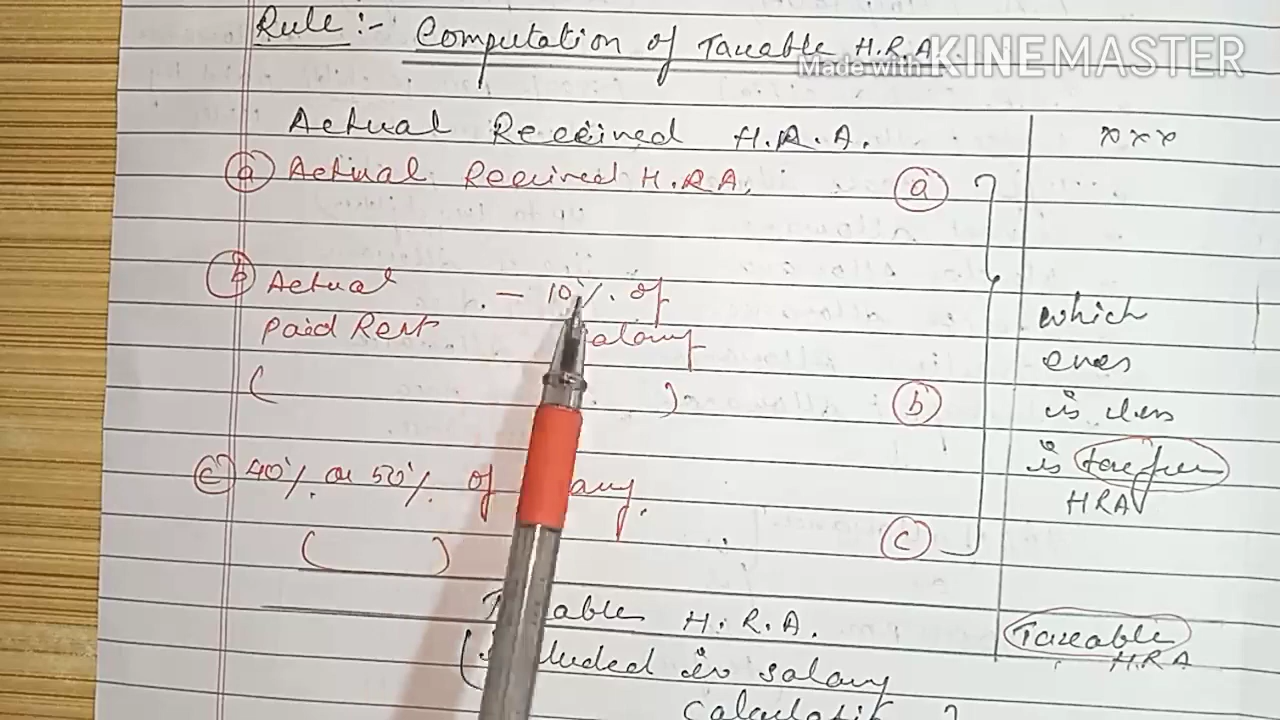 Rule :- Computation of Taxable H.R.A.
Made with KINEMASTER
Actual Received H.R.A. xxx
(a) Actual Received H.R.A. (a)
(b) Actual - 10% of
Paid Rent Salary which
ever
( ) (b) is less
is tax free
(c) 40% or 50% of HRA
( ) (c)
H.R.A. Taxable
H.R.A
in salary